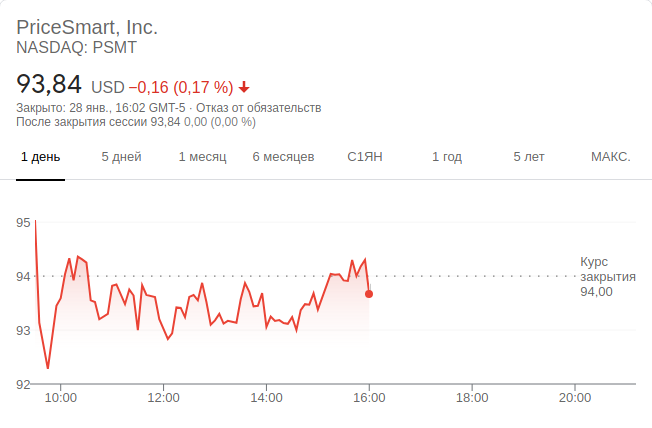 PriceSmart, Inc.
NASDAQ: PSMT
93,84 USD −0,16 (0,17 %)
Закрыто: 28 янв., 16:02 GMT-5 · Отказ от обязательств
После закрытия сессии 93,84 0,00 (0,00 %)
1 день 5 дней 1 месяц 6 месяцев С1ЯН 1 год 5 лет МАКС.
95
94
93
92
Курс
закрытия
94,00
10:00 12:00 14:00 16:00 18:00 20:00